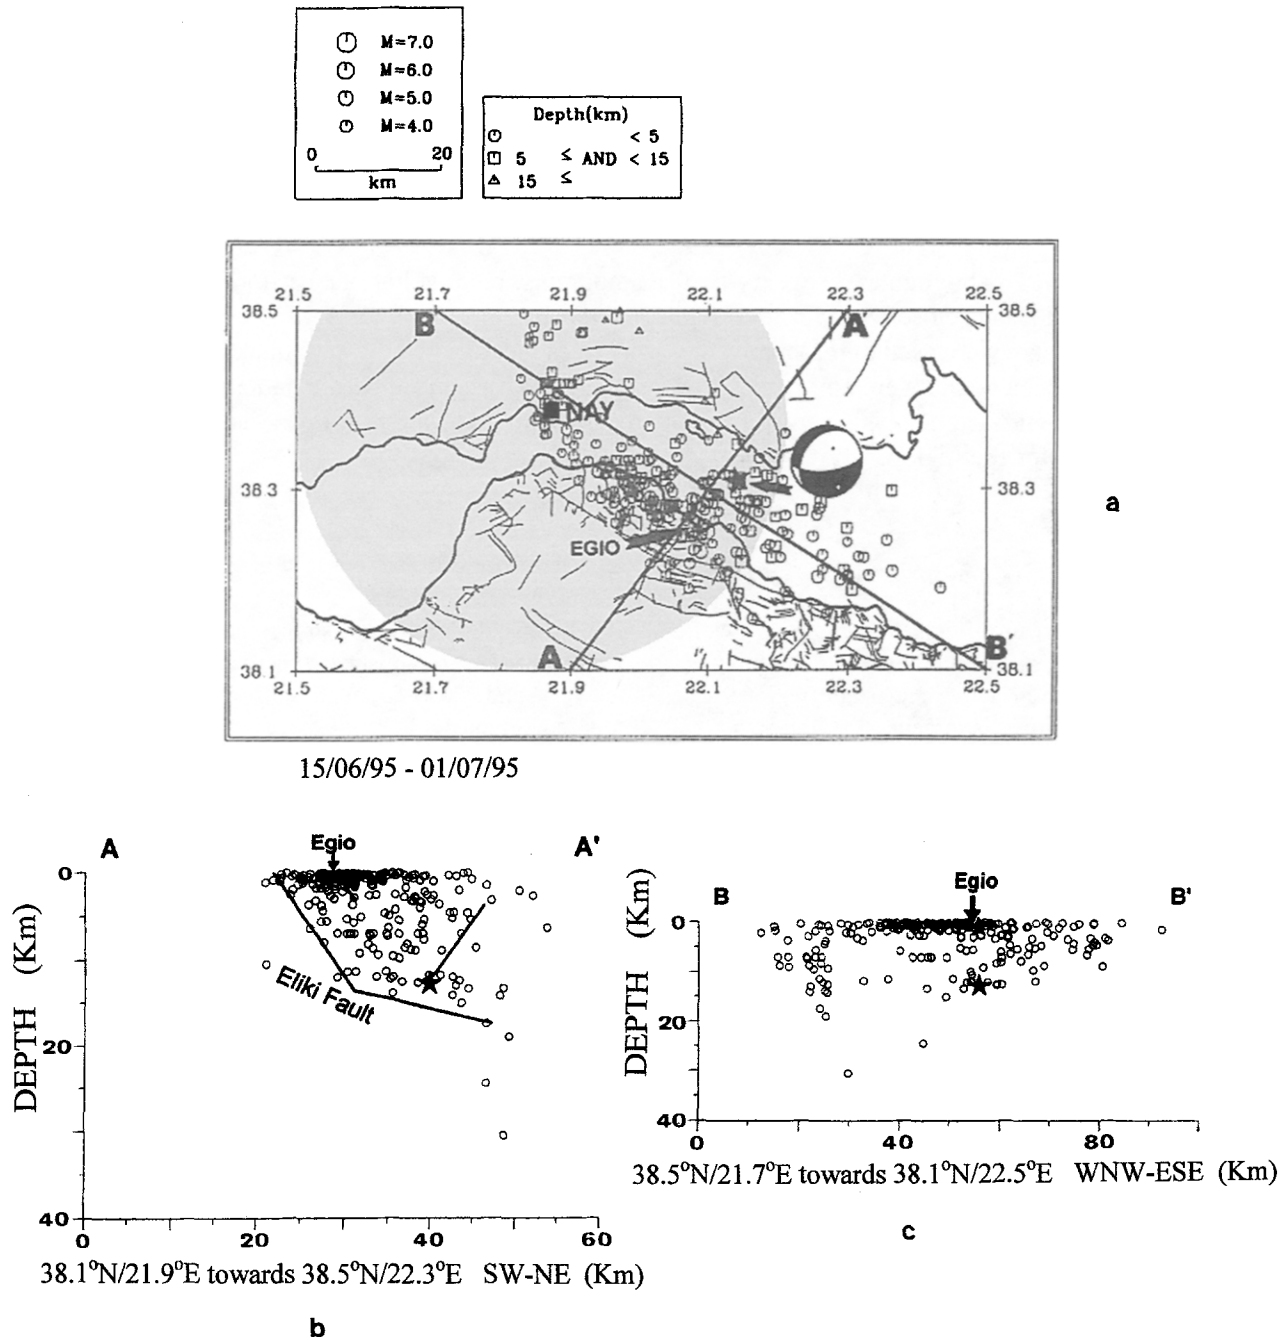 M=7.0
M=6.0
M=5.0
M=4.0
0 20
km
Depth(km)
< 5
5 ≤ AND < 15
15 ≤
21.5 21.7 21.9 22.1 22.3 22.5
38.5 38.5
B A'
NAY
38.3 38.3
a
EGIO
A B'
38.1 38.1
21.5 21.7 21.9 22.1 22.3 22.5
15/06/95 - 01/07/95
A A'
Egio
0
20
40
DEPTH (Km)
Eliki Fault
0 20 40 60
38.1°N/21.9°E towards 38.5°N/22.3°E SW-NE (Km)
b
B B'
Egio
0
20
40
DEPTH (Km)
0 40 80
38.5°N/21.7°E towards 38.1°N/22.5°E WNW-ESE (Km)
c